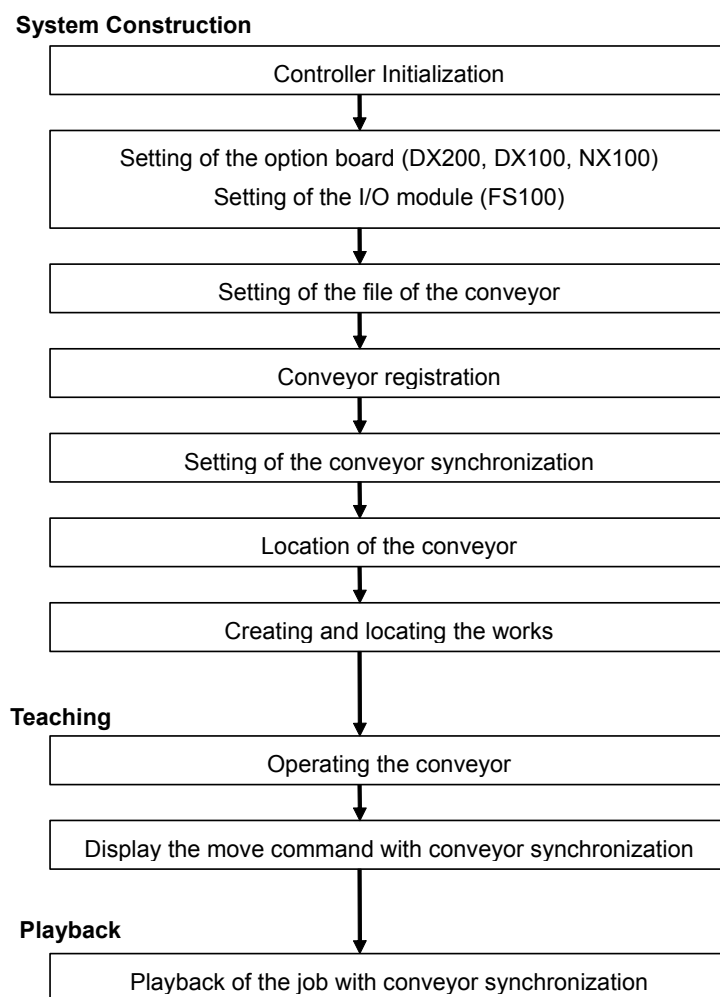 System Construction
Controller Initialization
Setting of the option board (DX200, DX100, NX100)
Setting of the I/O module (FS100)
Setting of the file of the conveyor
Conveyor registration
Setting of the conveyor synchronization
Location of the conveyor
Creating and locating the works
Teaching
Operating the conveyor
Display the move command with conveyor synchronization
Playback
Playback of the job with conveyor synchronization